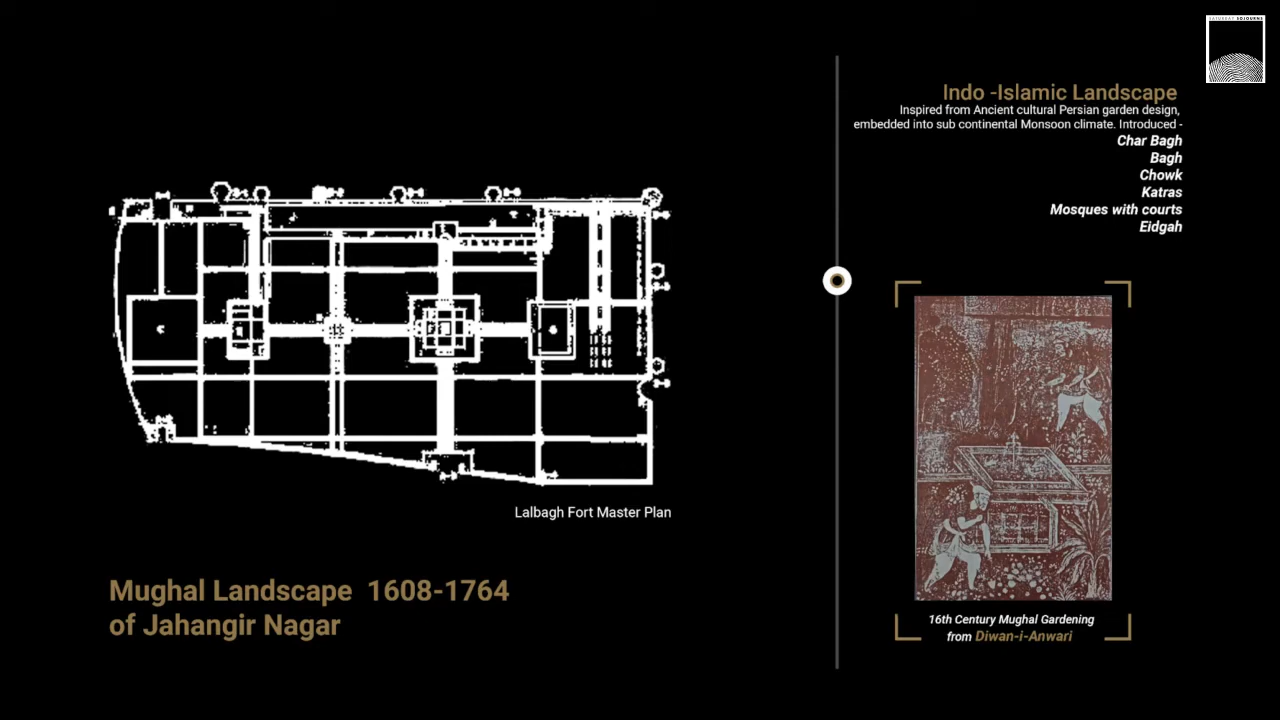 SATURDAY SOJOURNS
Indo -Islamic Landscape
Inspired from Ancient cultural Persian garden design,
embedded into sub continental Monsoon climate. Introduced -
Char Bagh
Bagh
Chowk
Katras
Mosques with courts
Eidgah
Lalbagh Fort Master Plan
Mughal Landscape 1608-1764
of Jahangir Nagar
16th Century Mughal Gardening
from Diwan-i-Anwari